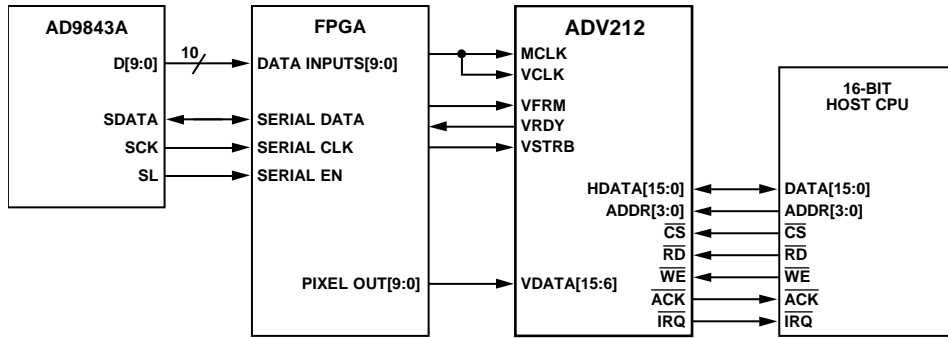 AD9843A
D[9:0]
SDATA
SCK
SL
10
FPGA
DATA INPUTS[9:0]
SERIAL DATA
SERIAL CLK
SERIAL EN
PIXEL OUT[9:0]
ADV212
MCLK
VCLK
VFRM
VRDY
VSTRB
HDATA[15:0]
ADDR[3:0]
CS
RD
WE
VDATA[15:6]
ACK
IRQ
16-BIT
HOST CPU
DATA[15:0]
ADDR[3:0]
CS
RD
WE
ACK
IRQ